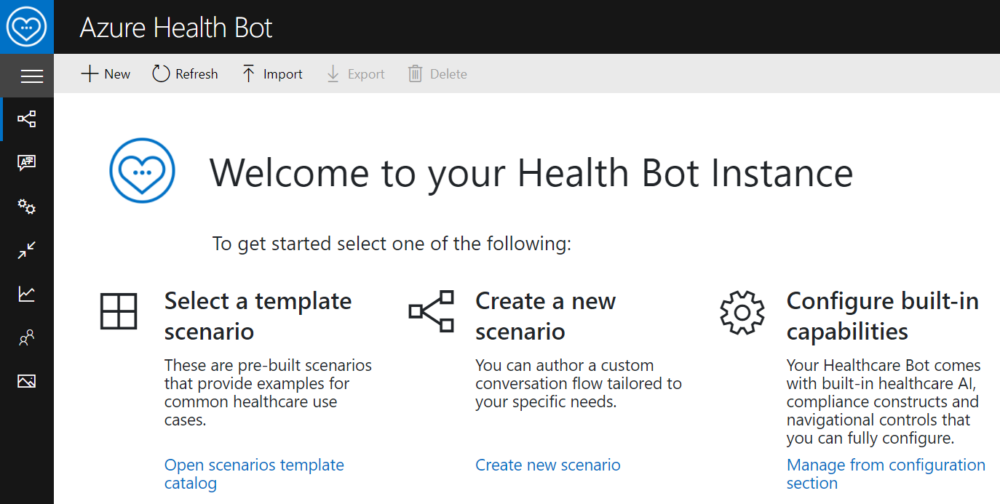 Azure Health Bot
New Refresh Import Export Delete
Welcome to your Health Bot Instance
To get started select one of the following:
Select a template
scenario
These are pre-built scenarios
that provide examples for
common healthcare use
cases.
Open scenarios template
catalog
Create a new
scenario
You can author a custom
conversation flow tailored to
your specific needs.
Create new scenario
Configure built-in
capabilities
Your Healthcare Bot comes
with built-in healthcare AI,
compliance constructs and
navigational controls that
you can fully configure.
Manage from configuration
section